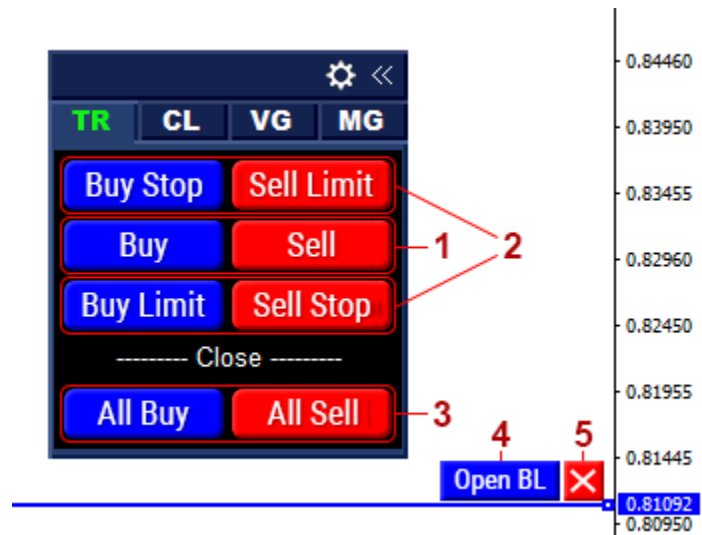 0.84460
TR CL VG MG
0.83950
Buy Stop Sell Limit
0.83455
Buy Sell 1 2
0.82960
Buy Limit Sell Stop
0.82450
--------- Close ---------
0.81955
All Buy All Sell 3
4 5
0.81445
Open BL
0.81092
0.80950